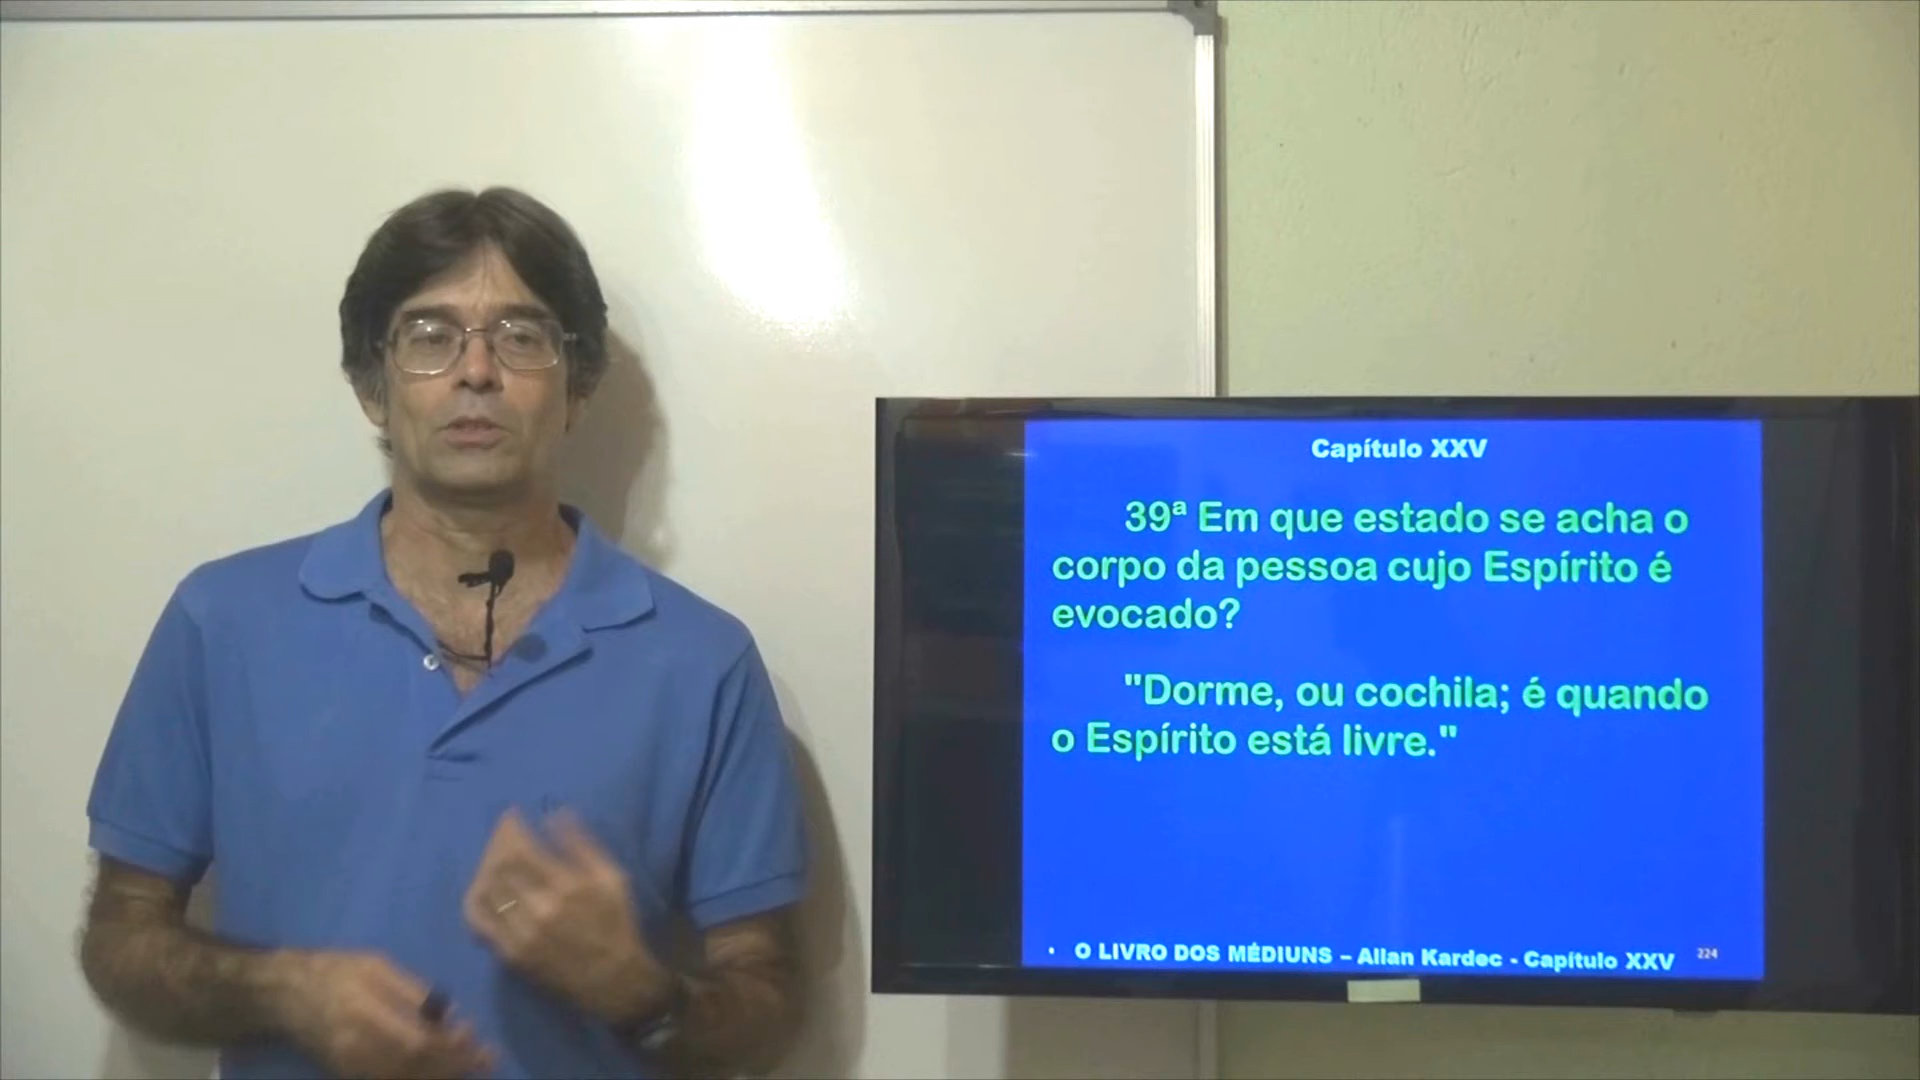 Capítulo XXV
39ª Em que estado se acha o
corpo da pessoa cujo Espírito é
evocado?
"Dorme, ou cochila; é quando
o Espírito está livre."
• O LIVRO DOS MÉDIUNS – Allan Kardec - Capítulo XXV 224